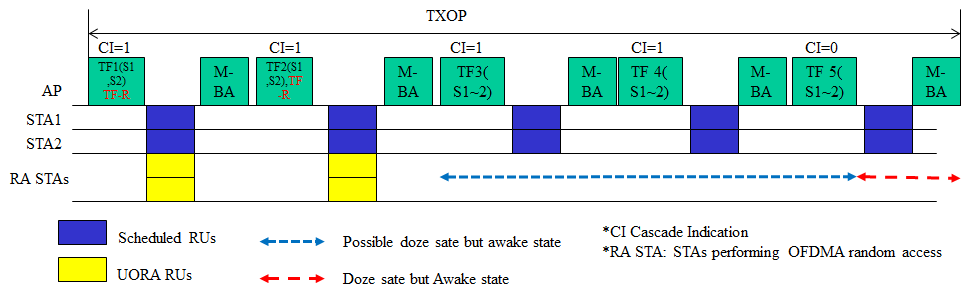 TXOP
CI=1
CI=1
CI=1
CI=1
CI=0
AP
TF1(S1
,S2)
TF-R
M-
BA
TF2(S1
,S2),TF
-R
M-
BA
TF3(
S1~2)
M-
BA
TF 4(
S1~2)
M-
BA
TF 5(
S1~2)
M-
BA
STA1
STA2
RA STAs
Scheduled RUs
UORA RUs
Possible doze sate but awake state
Doze sate but Awake state
*CI Cascade Indication
*RA STA: STAs performing OFDMA random access